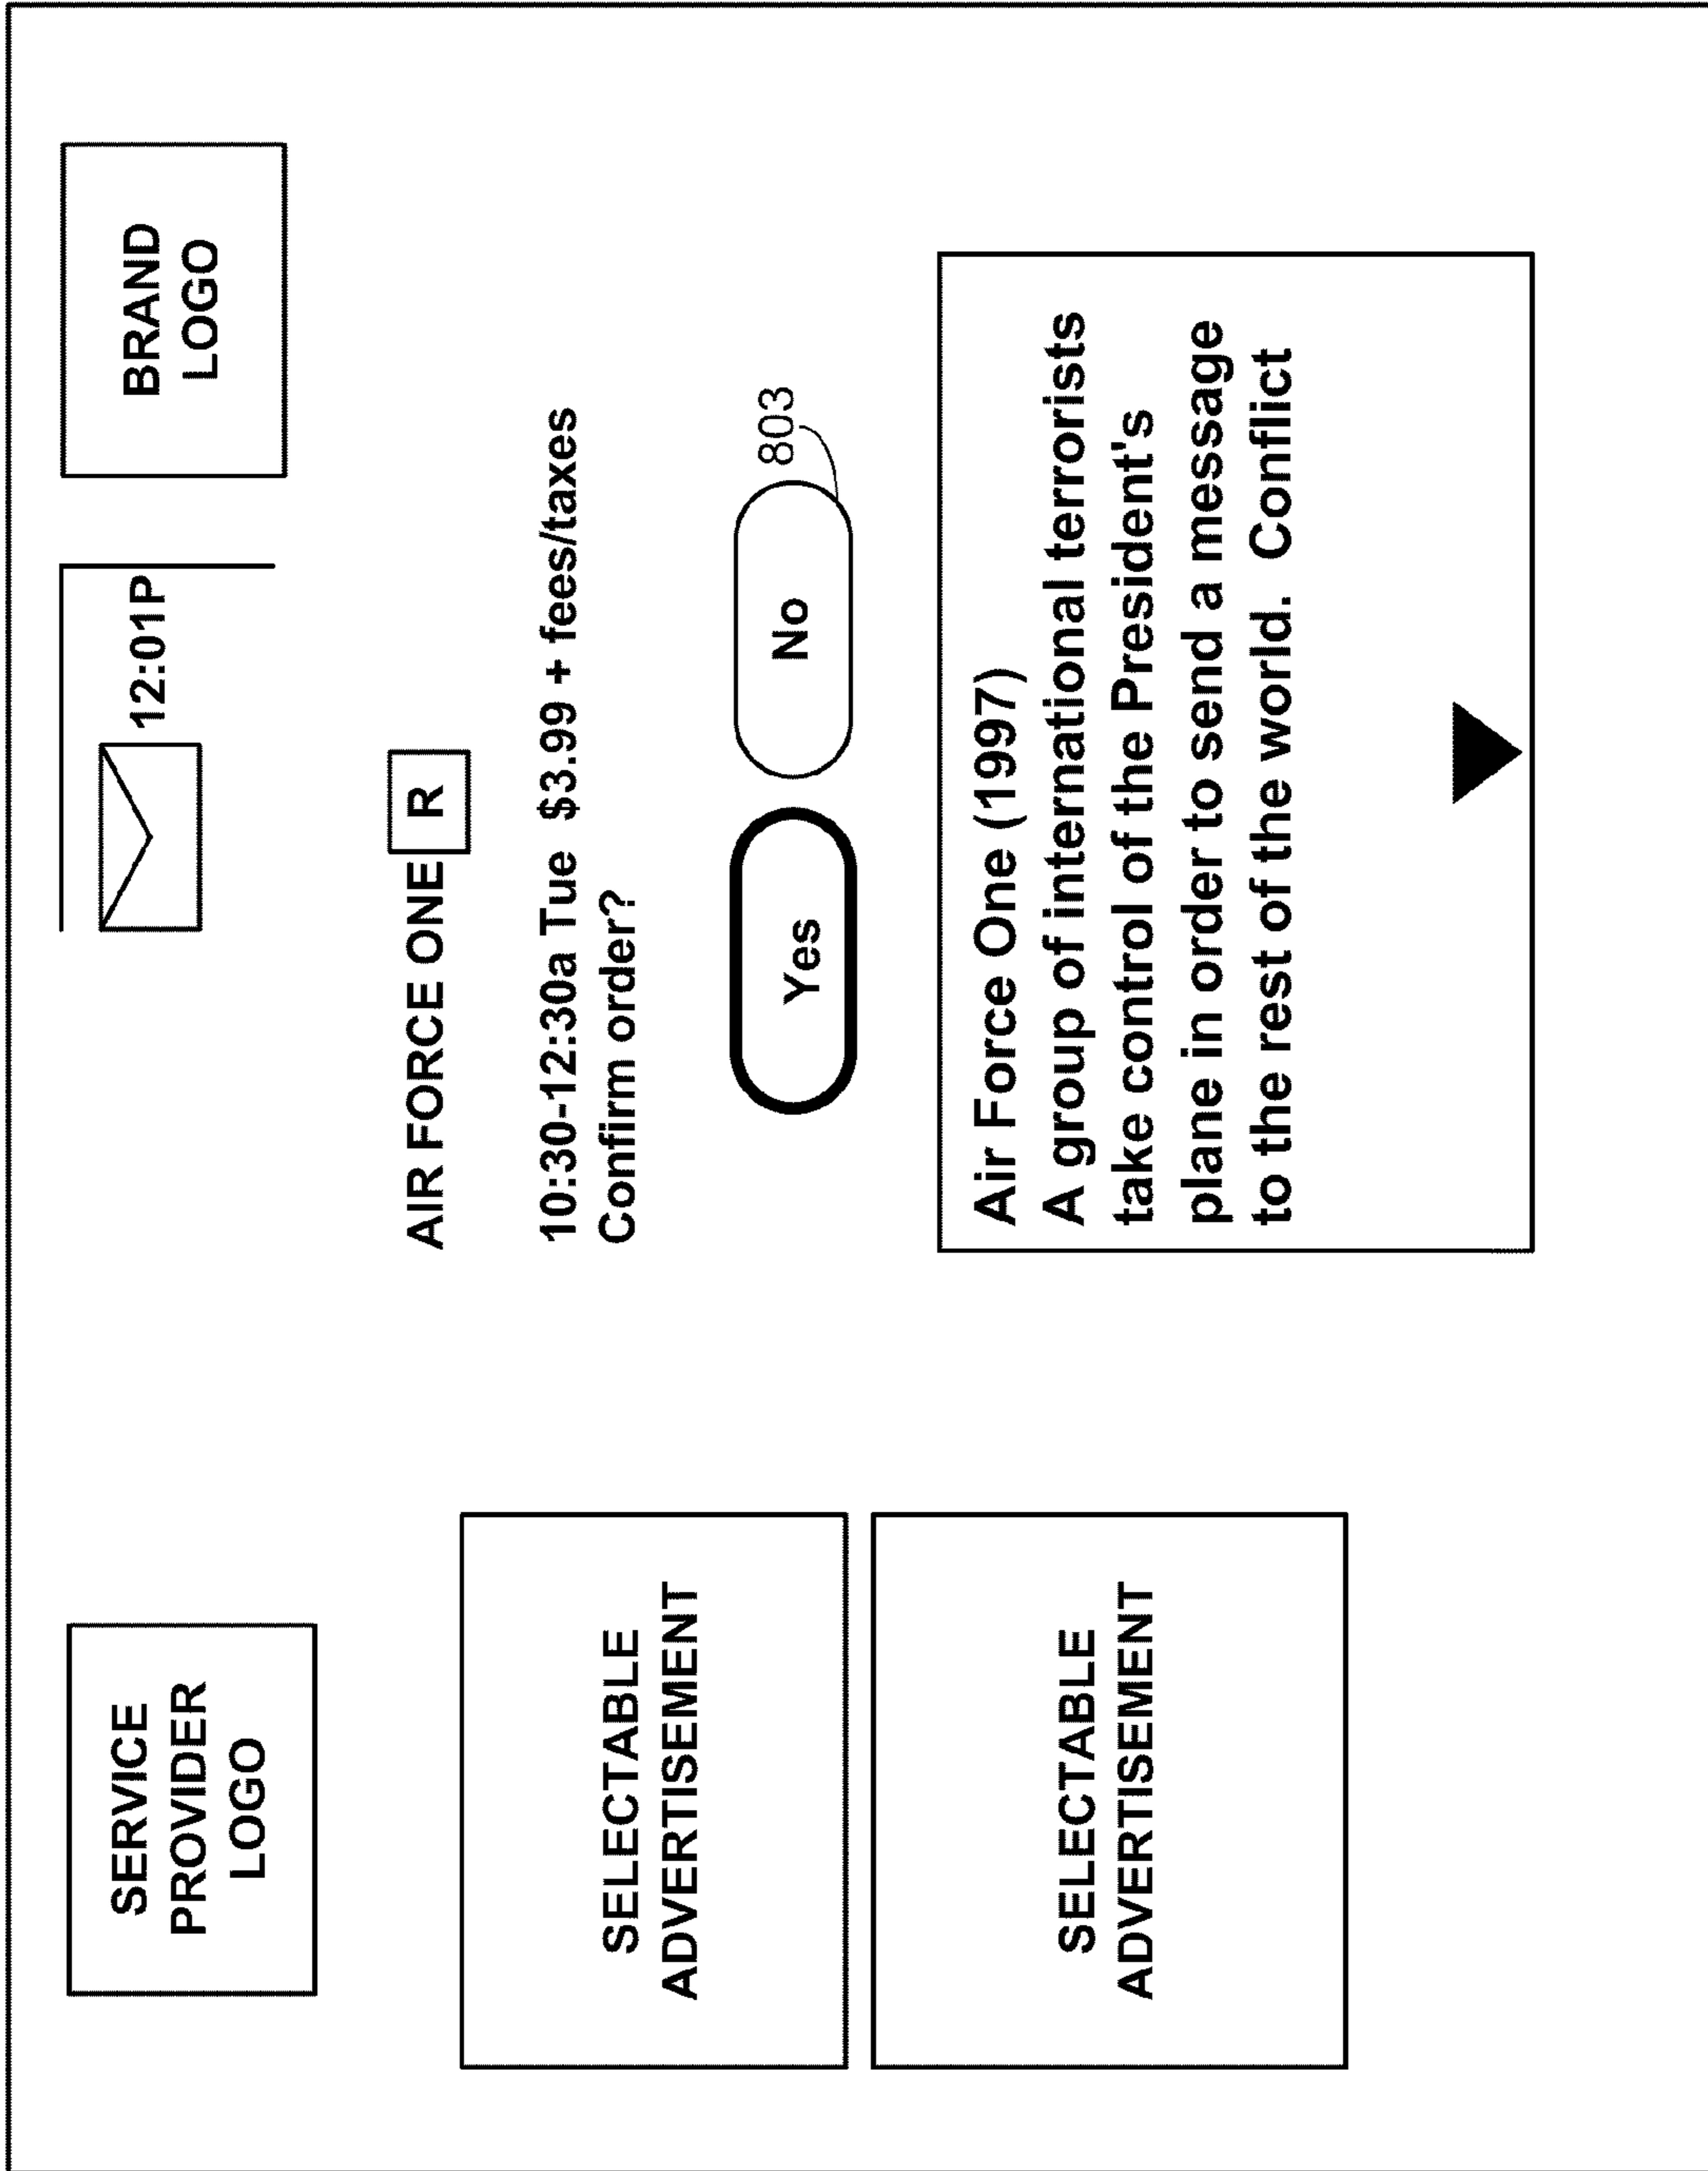 SERVICE
PROVIDER
LOGO
12:01P
BRAND
LOGO
SELECTABLE
ADVERTISEMENT
SELECTABLE
ADVERTISEMENT
AIR FORCE ONE R
10:30-12:30a Tue $3.99 + fees/taxes
Confirm order?
Yes
No
803
Air Force One (1997)
A group of international terrorists
take control of the President's
plane in order to send a message
to the rest of the world. Conflict